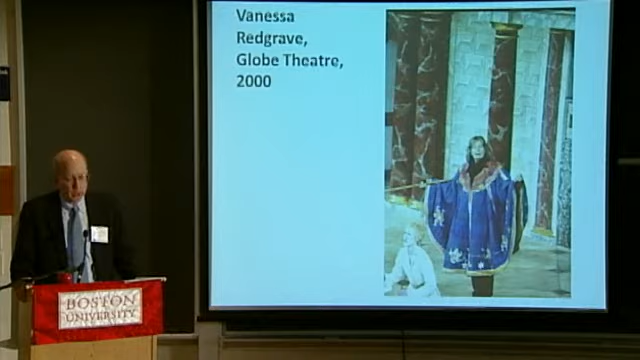 Vanessa
Redgrave,
Globe Theatre,
2000
BOSTON
UNIVERSITY